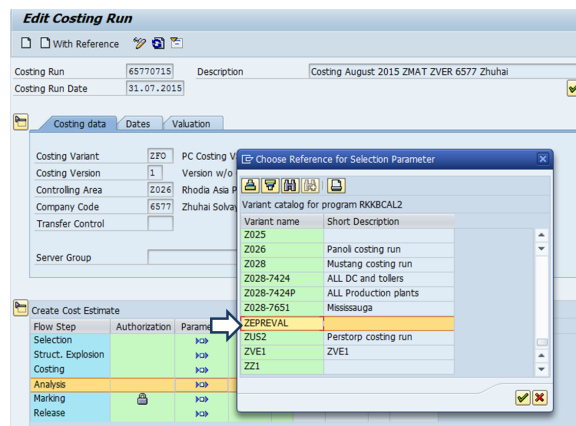 Edit Costing Run
With Reference
Costing Run 65770715 Description Costing August 2015 ZMAT ZVER 6577 Zhuhai
Costing Run Date 31.07.2015
Costing data Dates Valuation
Costing Variant ZFO PC Costing V
Costing Version 1 Version w/o
Controlling Area Z026 Rhodia Asia P
Company Code 6577 Zhuhai Solvay
Transfer Control
Server Group
Create Cost Estimate
Flow Step Authorization Parame
Selection
Struct. Explosion
Costing
Analysis
Marking
Release
Choose Reference for Selection Parameter
Variant catalog for program RKKBCAL2
Variant name Short Description
Z025
Z026 Panoli costing run
Z028 Mustang costing run
Z028-7424 ALL DC and tollers
Z028-7424P ALL Production plants
Z028-7651 Mississauga
ZEPREVAL
ZUS2 Perstorp costing run
ZVE1 ZVE1
ZZ1